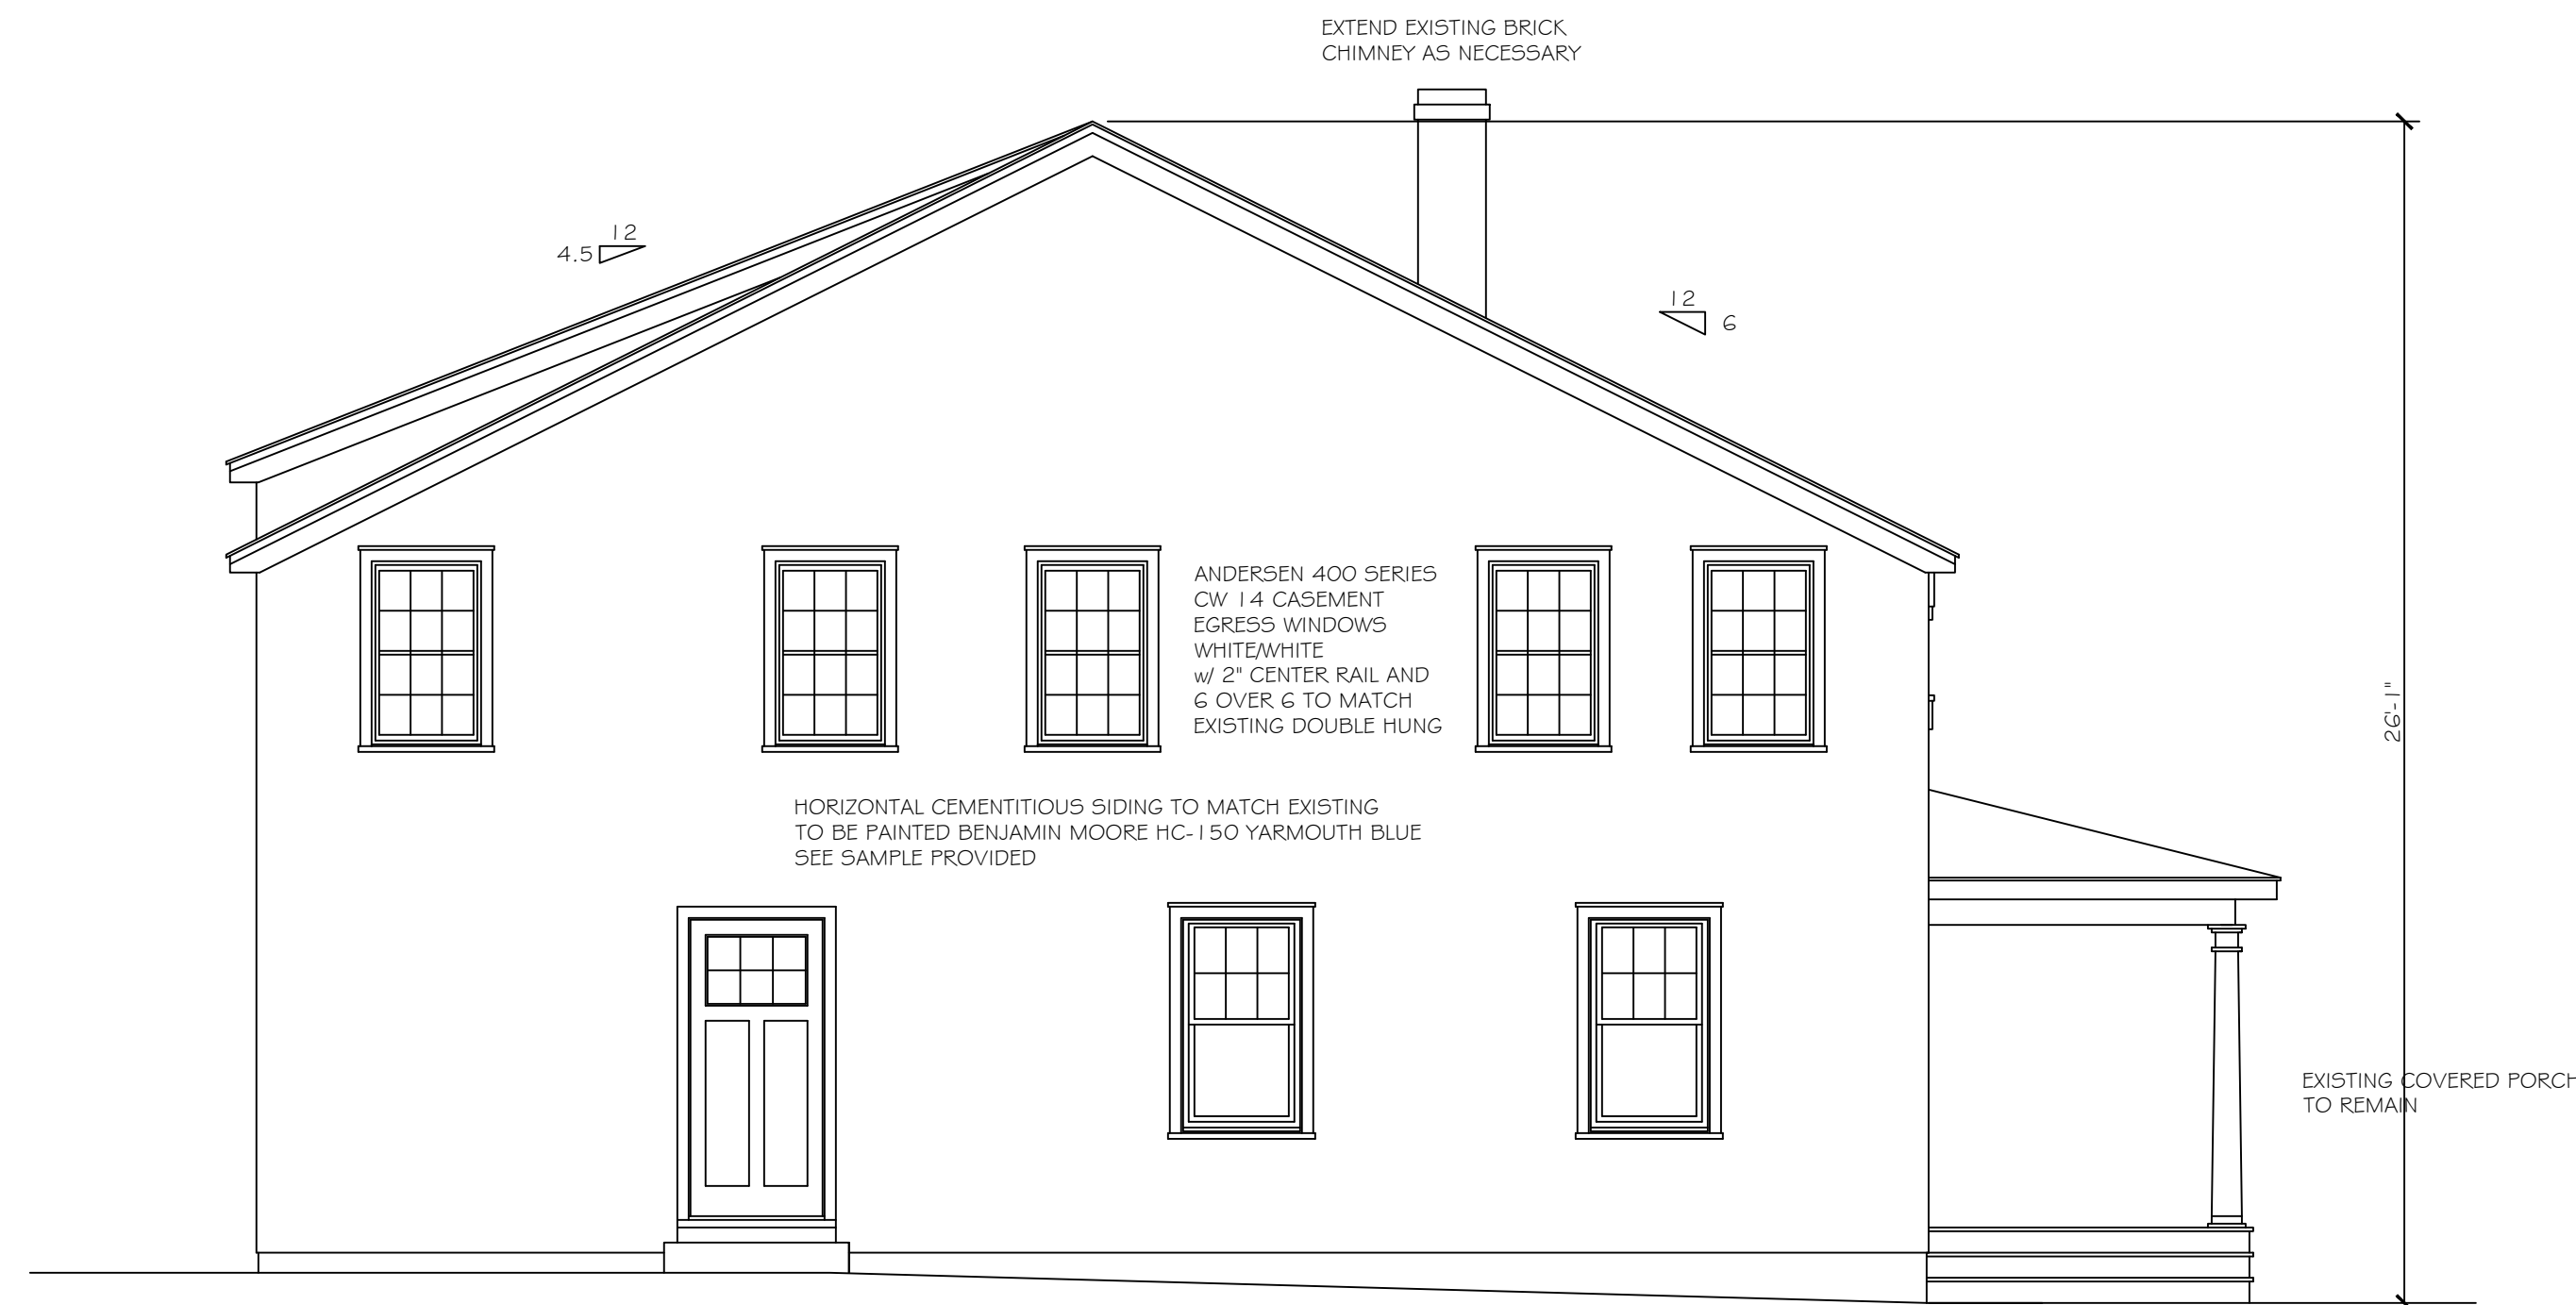 EXTEND EXISTING BRICK
CHIMNEY AS NECESSARY
12
4.5
12
6
ANDERSEN 400 SERIES
CW 14 CASEMENT
EGRESS WINDOWS
WHITE/WHITE
w/ 2" CENTER RAIL AND
6 OVER 6 TO MATCH
EXISTING DOUBLE HUNG
26'-1"
HORIZONTAL CEMENTITIOUS SIDING TO MATCH EXISTING
TO BE PAINTED BENJAMIN MOORE HC-150 YARMOUTH BLUE
SEE SAMPLE PROVIDED
EXISTING COVERED PORCH
TO REMAIN